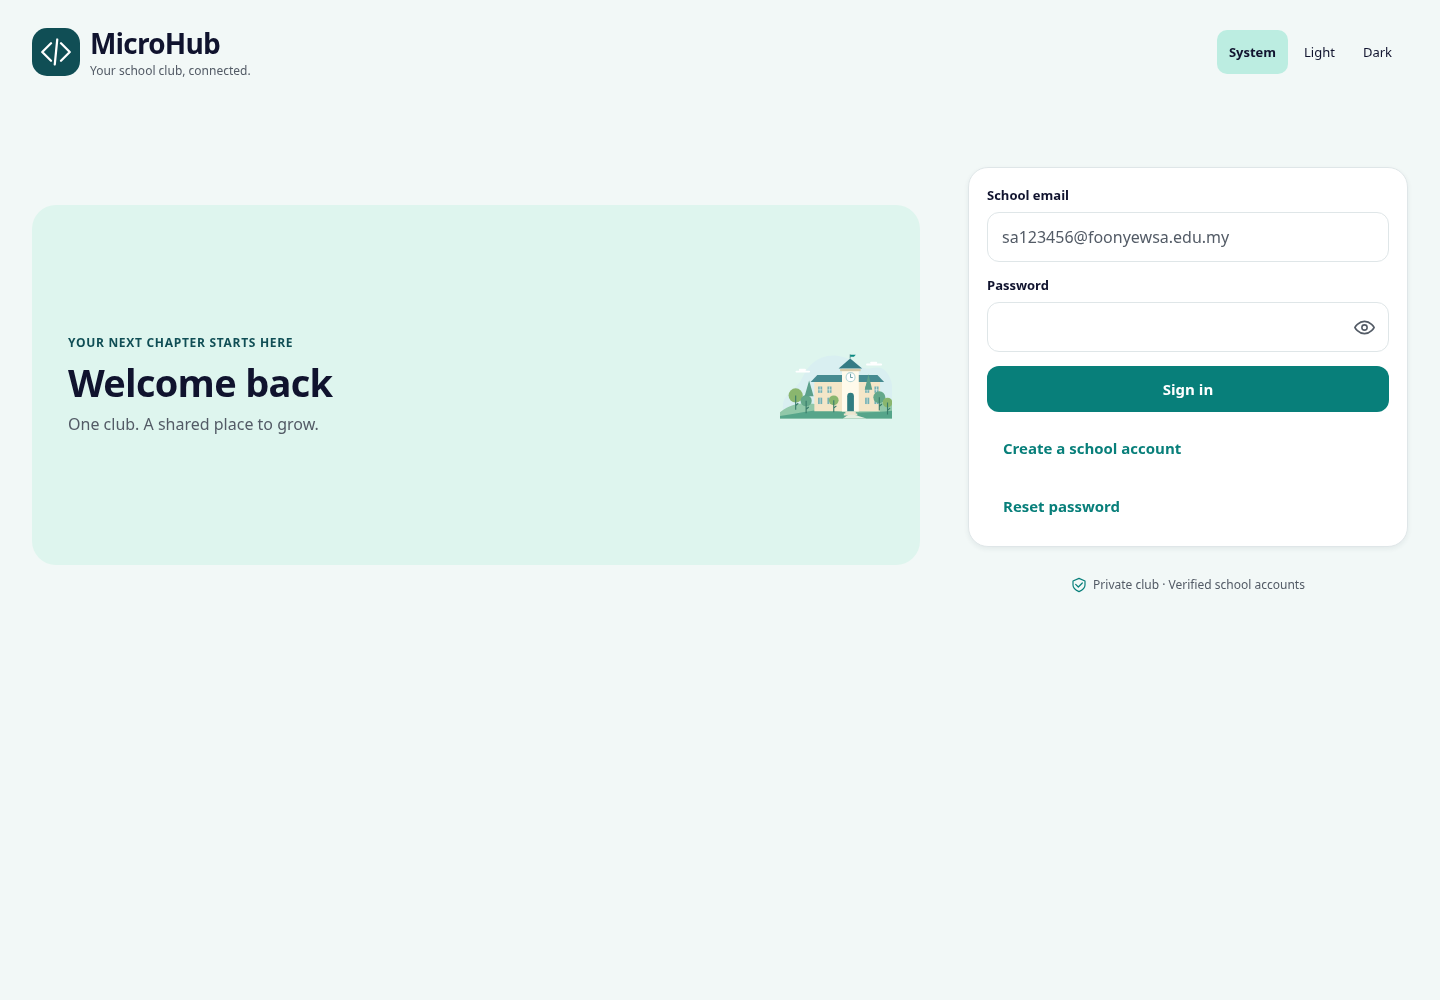 MicroHub
Your school club, connected.
System
Light
Dark
YOUR NEXT CHAPTER STARTS HERE
Welcome back
One club. A shared place to grow.
School email
sa123456@foonyewsa.edu.my
Password
Sign in
Create a school account
Reset password
Private club · Verified school accounts